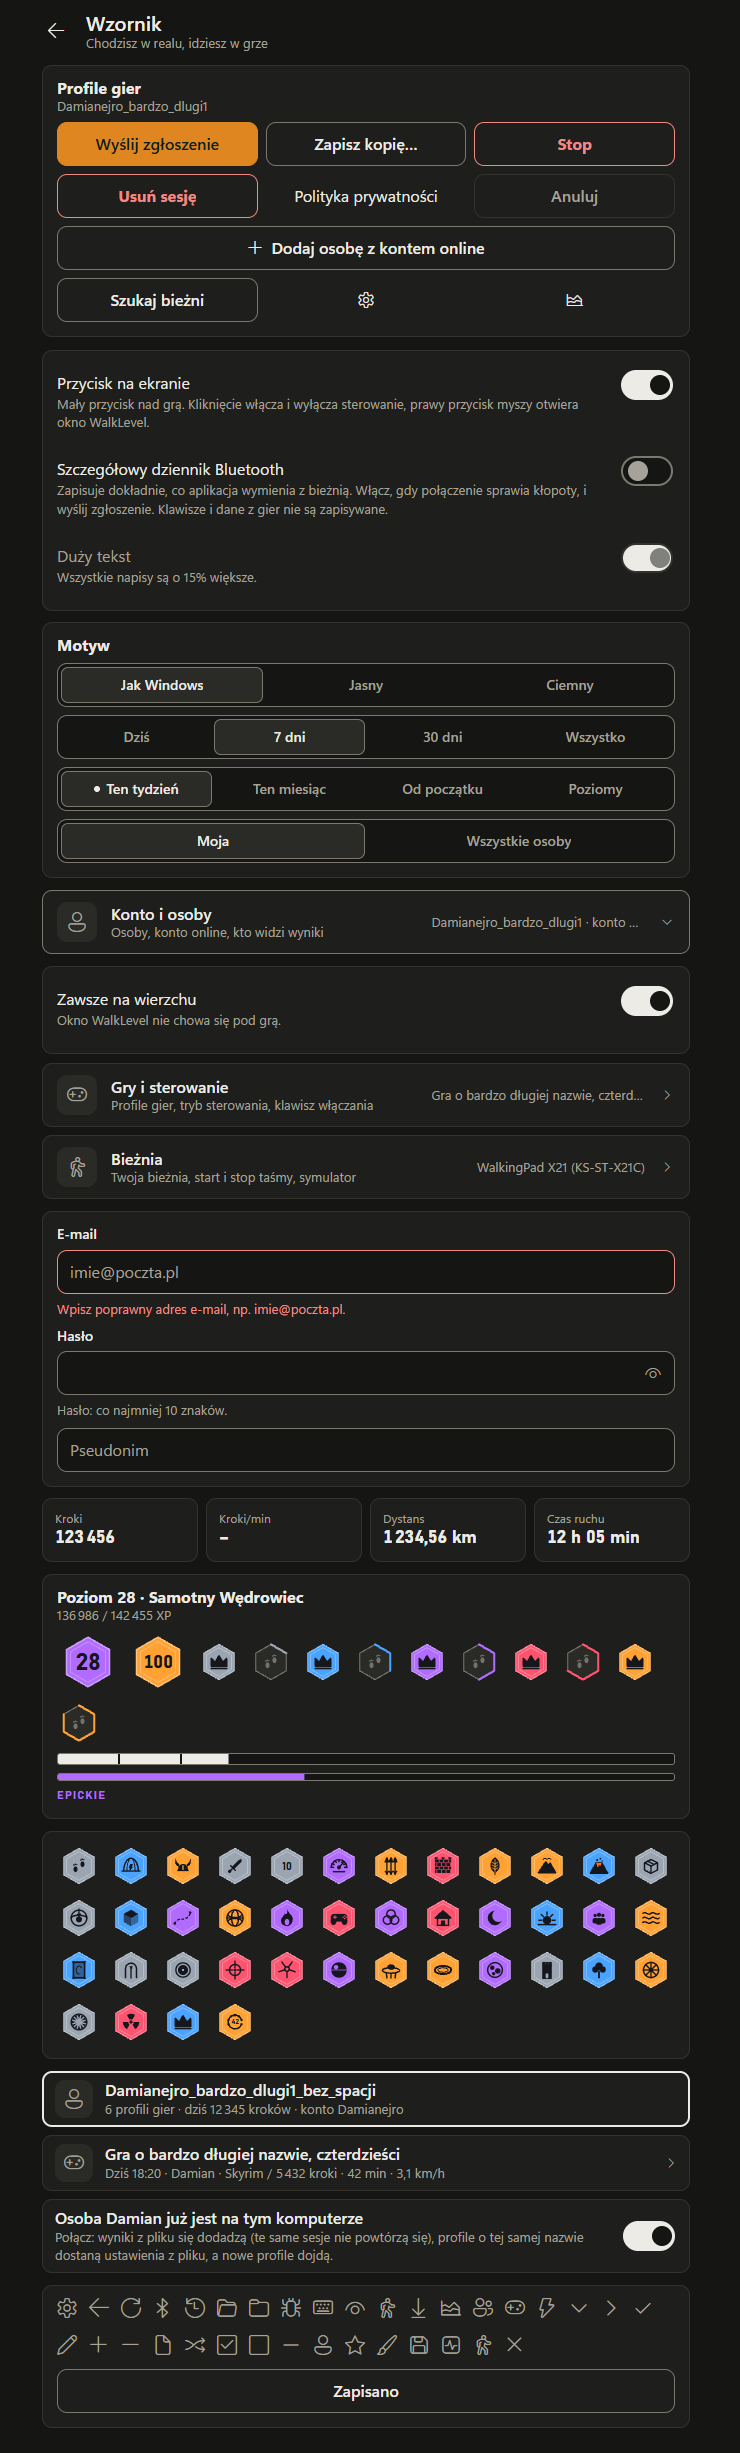 Wzornik
Chodzisz w realu, idziesz w grze
Profile gier
Damianejro_bardzo_dlugi1
Wyślij zgłoszenie
Zapisz kopię...
Stop
Usuń sesję
Polityka prywatności
Anuluj
Dodaj osobę z kontem online
Szukaj bieżni
Przycisk na ekranie
Mały przycisk nad grą. Kliknięcie włącza i wyłącza sterowanie, prawy przycisk myszy otwiera
okno WalkLevel.
Szczegółowy dziennik Bluetooth
Zapisuje dokładnie, co aplikacja wymienia z bieżnią. Włącz, gdy połączenie sprawia kłopoty, i
wyślij zgłoszenie. Klawisze i dane z gier nie są zapisywane.
Duży tekst
Wszystkie napisy są o 15% większe.
Motyw
Jak Windows
Jasny
Ciemny
Dziś
7 dni
30 dni
Wszystko
• Ten tydzień
Ten miesiąc
Od początku
Poziomy
Moja
Wszystkie osoby
Konto i osoby
Osoby, konto online, kto widzi wyniki
Damianejro_bardzo_dlugi1 · konto ...
Zawsze na wierzchu
Okno WalkLevel nie chowa się pod grą.
Gry i sterowanie
Profile gier, tryb sterowania, klawisz włączania
Gra o bardzo długiej nazwie, czterd...
Bieżnia
Twoja bieżnia, start i stop taśmy, symulator
WalkingPad X21 (KS-ST-X21C)
E-mail
imie@poczta.pl
Wpisz poprawny adres e-mail, np. imie@poczta.pl.
Hasło
Hasło: co najmniej 10 znaków.
Pseudonim
Kroki
123 456
Kroki/min
–
Dystans
1 234,56 km
Czas ruchu
12 h 05 min
Poziom 28 · Samotny Wędrowiec
136 986 / 142 455 XP
28
100
EPICKIE
10
42
Damianejro_bardzo_dlugi1_bez_spacji
6 profili gier · dziś 12 345 kroków · konto Damianejro
Gra o bardzo długiej nazwie, czterdzieści
Dziś 18:20 · Damian · Skyrim / 5 432 kroki · 42 min · 3,1 km/h
Osoba Damian już jest na tym komputerze
Połącz: wyniki z pliku się dodadzą (te same sesje nie powtórzą się), profile o tej samej nazwie
dostaną ustawienia z pliku, a nowe profile dojdą.
Zapisano